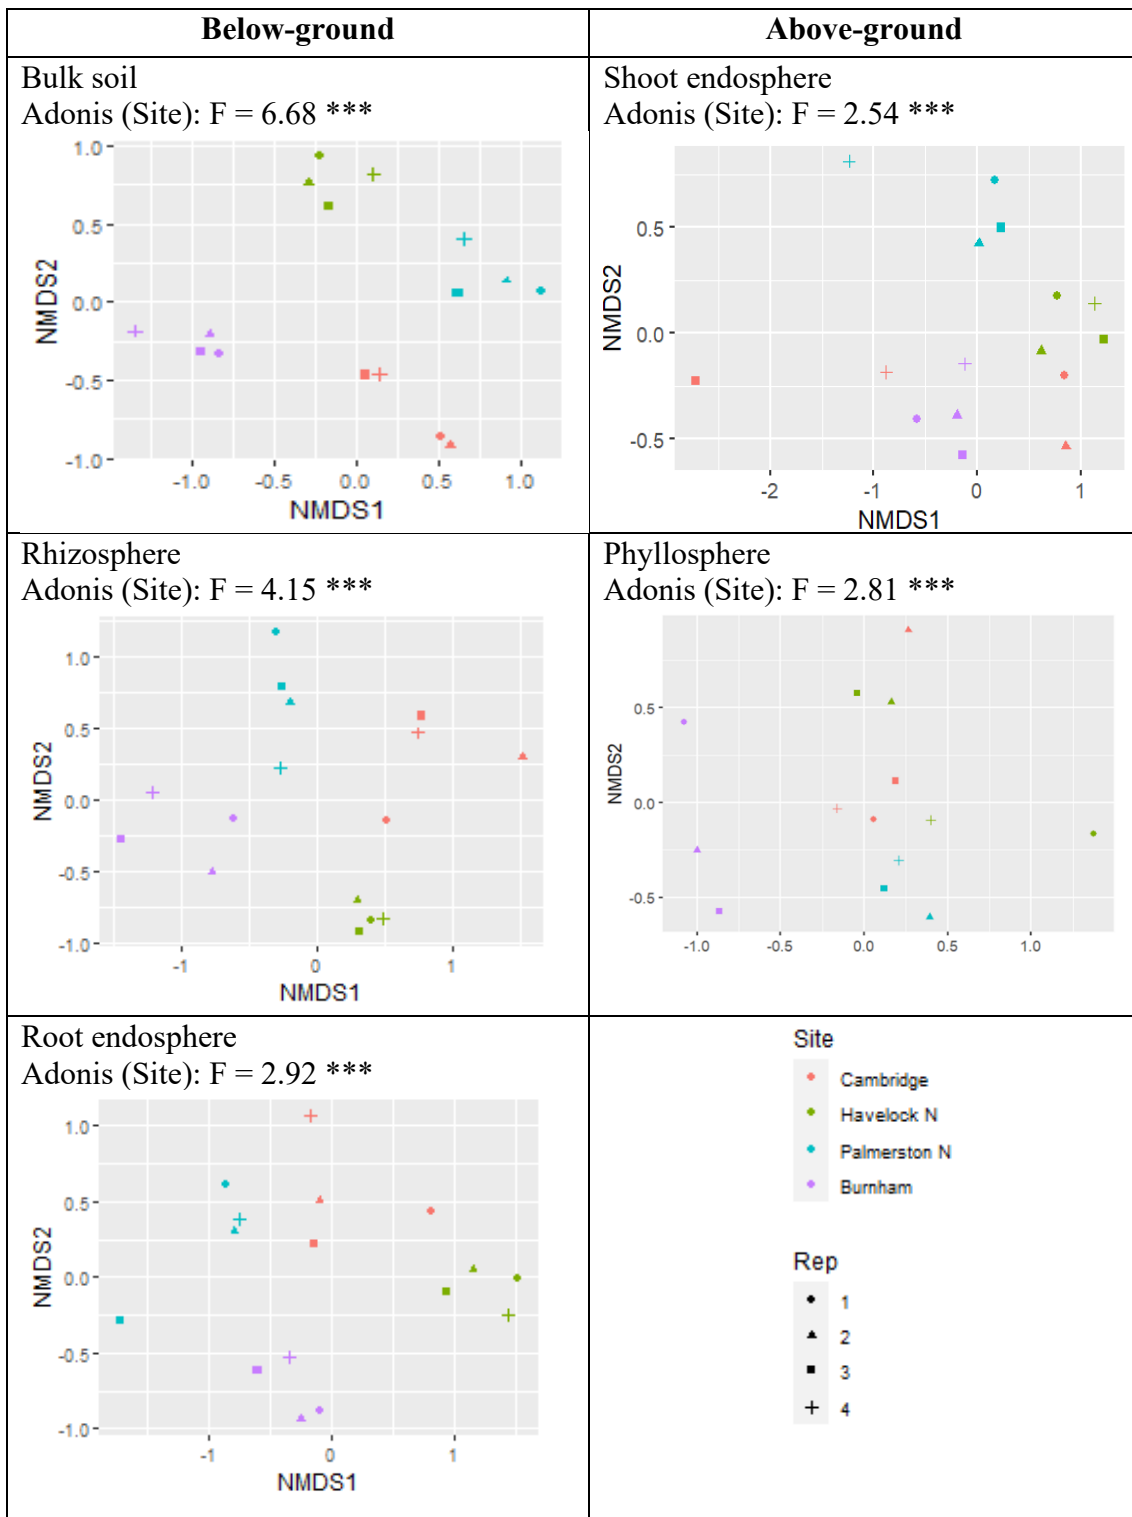 Below-ground
Above-ground
Bulk soil
Adonis (Site): F = 6.68 ***
1.0
0.5
0.0
-0.5
-1.0
NMDS2
-1.0 -0.5 0.0 0.5 1.0
NMDS1
Shoot endosphere
Adonis (Site): F = 2.54 ***
0.5
0.0
-0.5
NMDS2
-2 -1 0 1
NMDS1
Rhizosphere
Adonis (Site): F = 4.15 ***
1.0
0.5
0.0
-0.5
-1.0
NMDS2
-1 0 1
NMDS1
Phyllosphere
Adonis (Site): F = 2.81 ***
0.5
0.0
-0.5
NMDS2
-1.0 -0.5 0.0 0.5 1.0
Root endosphere
Adonis (Site): F = 2.92 ***
1.0
0.5
0.0
-0.5
-1.0
NMDS2
-1 0 1
NMDS1
Site
Cambridge
Havelock N
Palmerston N
Burnham
Rep
1
2
3
4